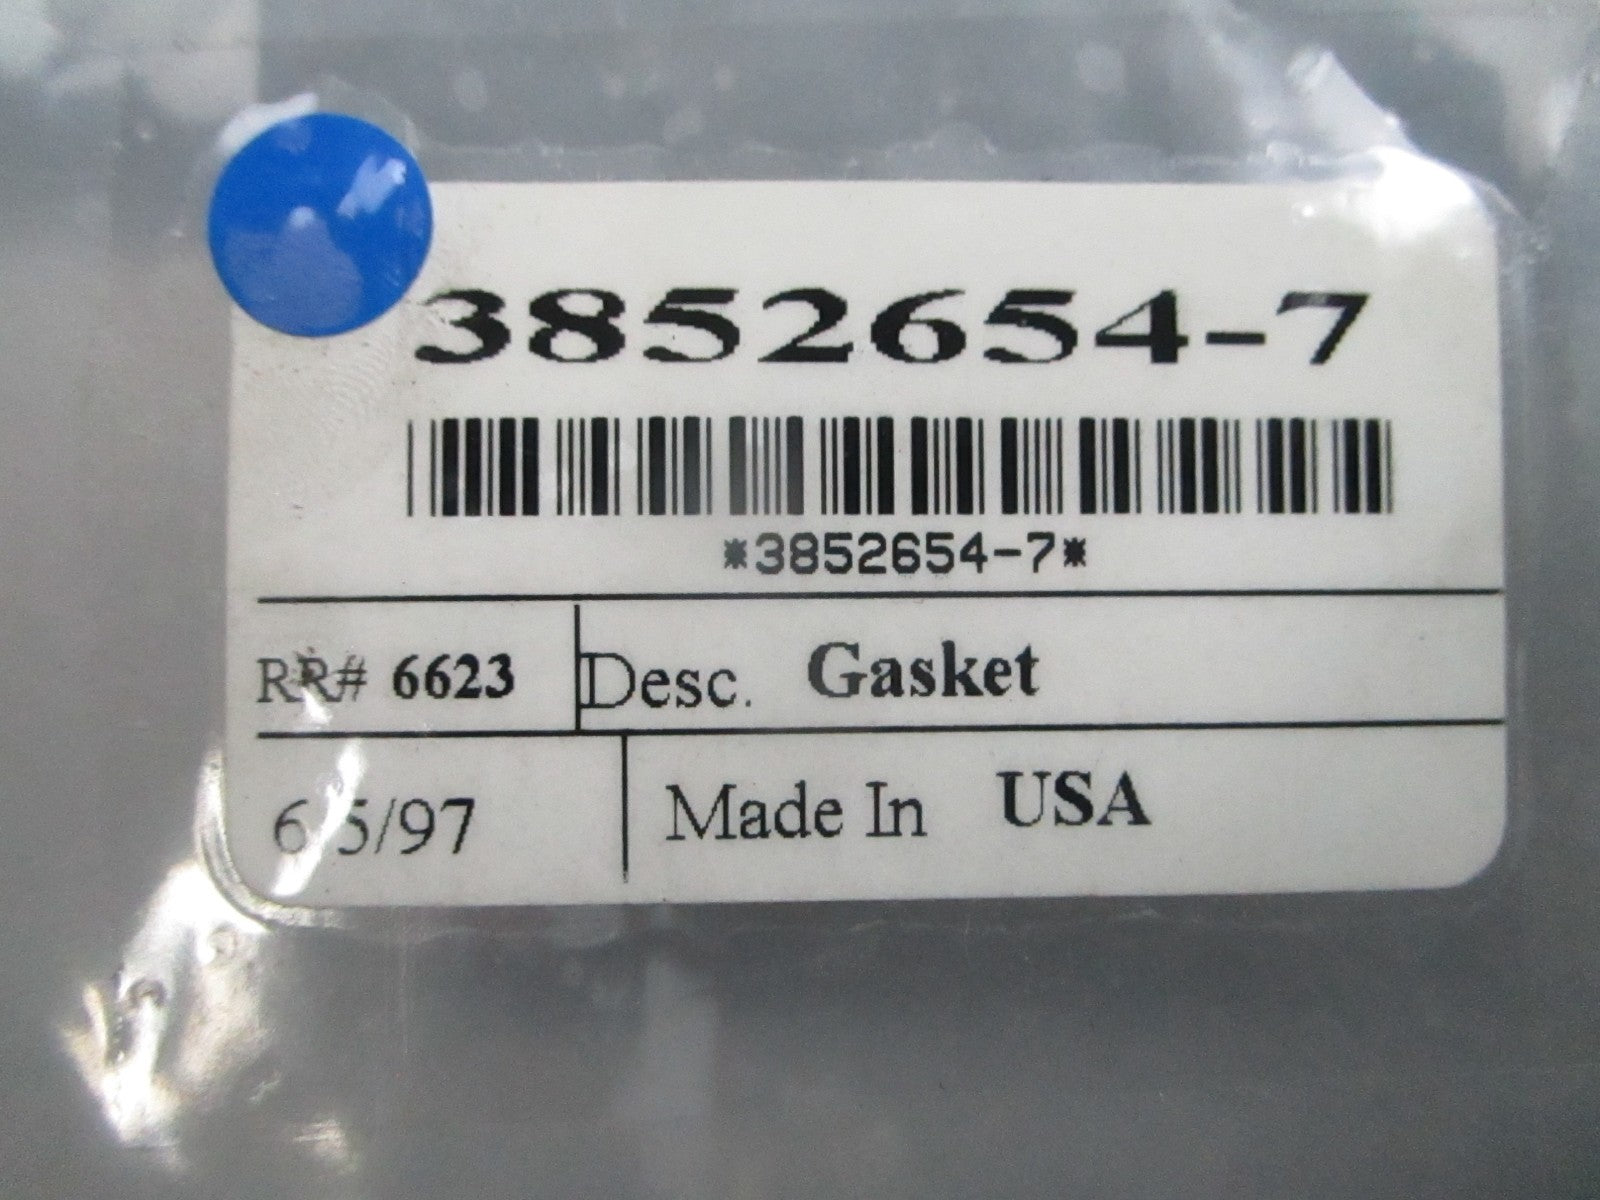 3852654-7
*3852654-7*
RR# 6623 Desc. Gasket
6/5/97 Made In USA